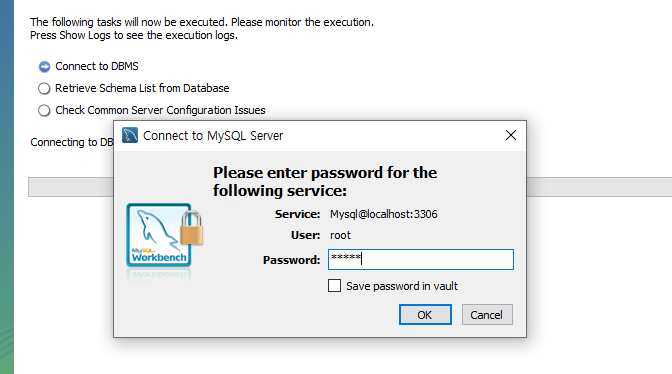 The following tasks will now be executed. Please monitor the execution.
Press Show Logs to see the execution logs.
Connect to DBMS
Retrieve Schema List from Database
Check Common Server Configuration Issues
Connecting to DB
Connect to MySQL Server
Please enter password for the
following service:
Service: Mysql@localhost:3306
User: root
Password: *****
MySQL
Workbench
Save password in vault
OK Cancel